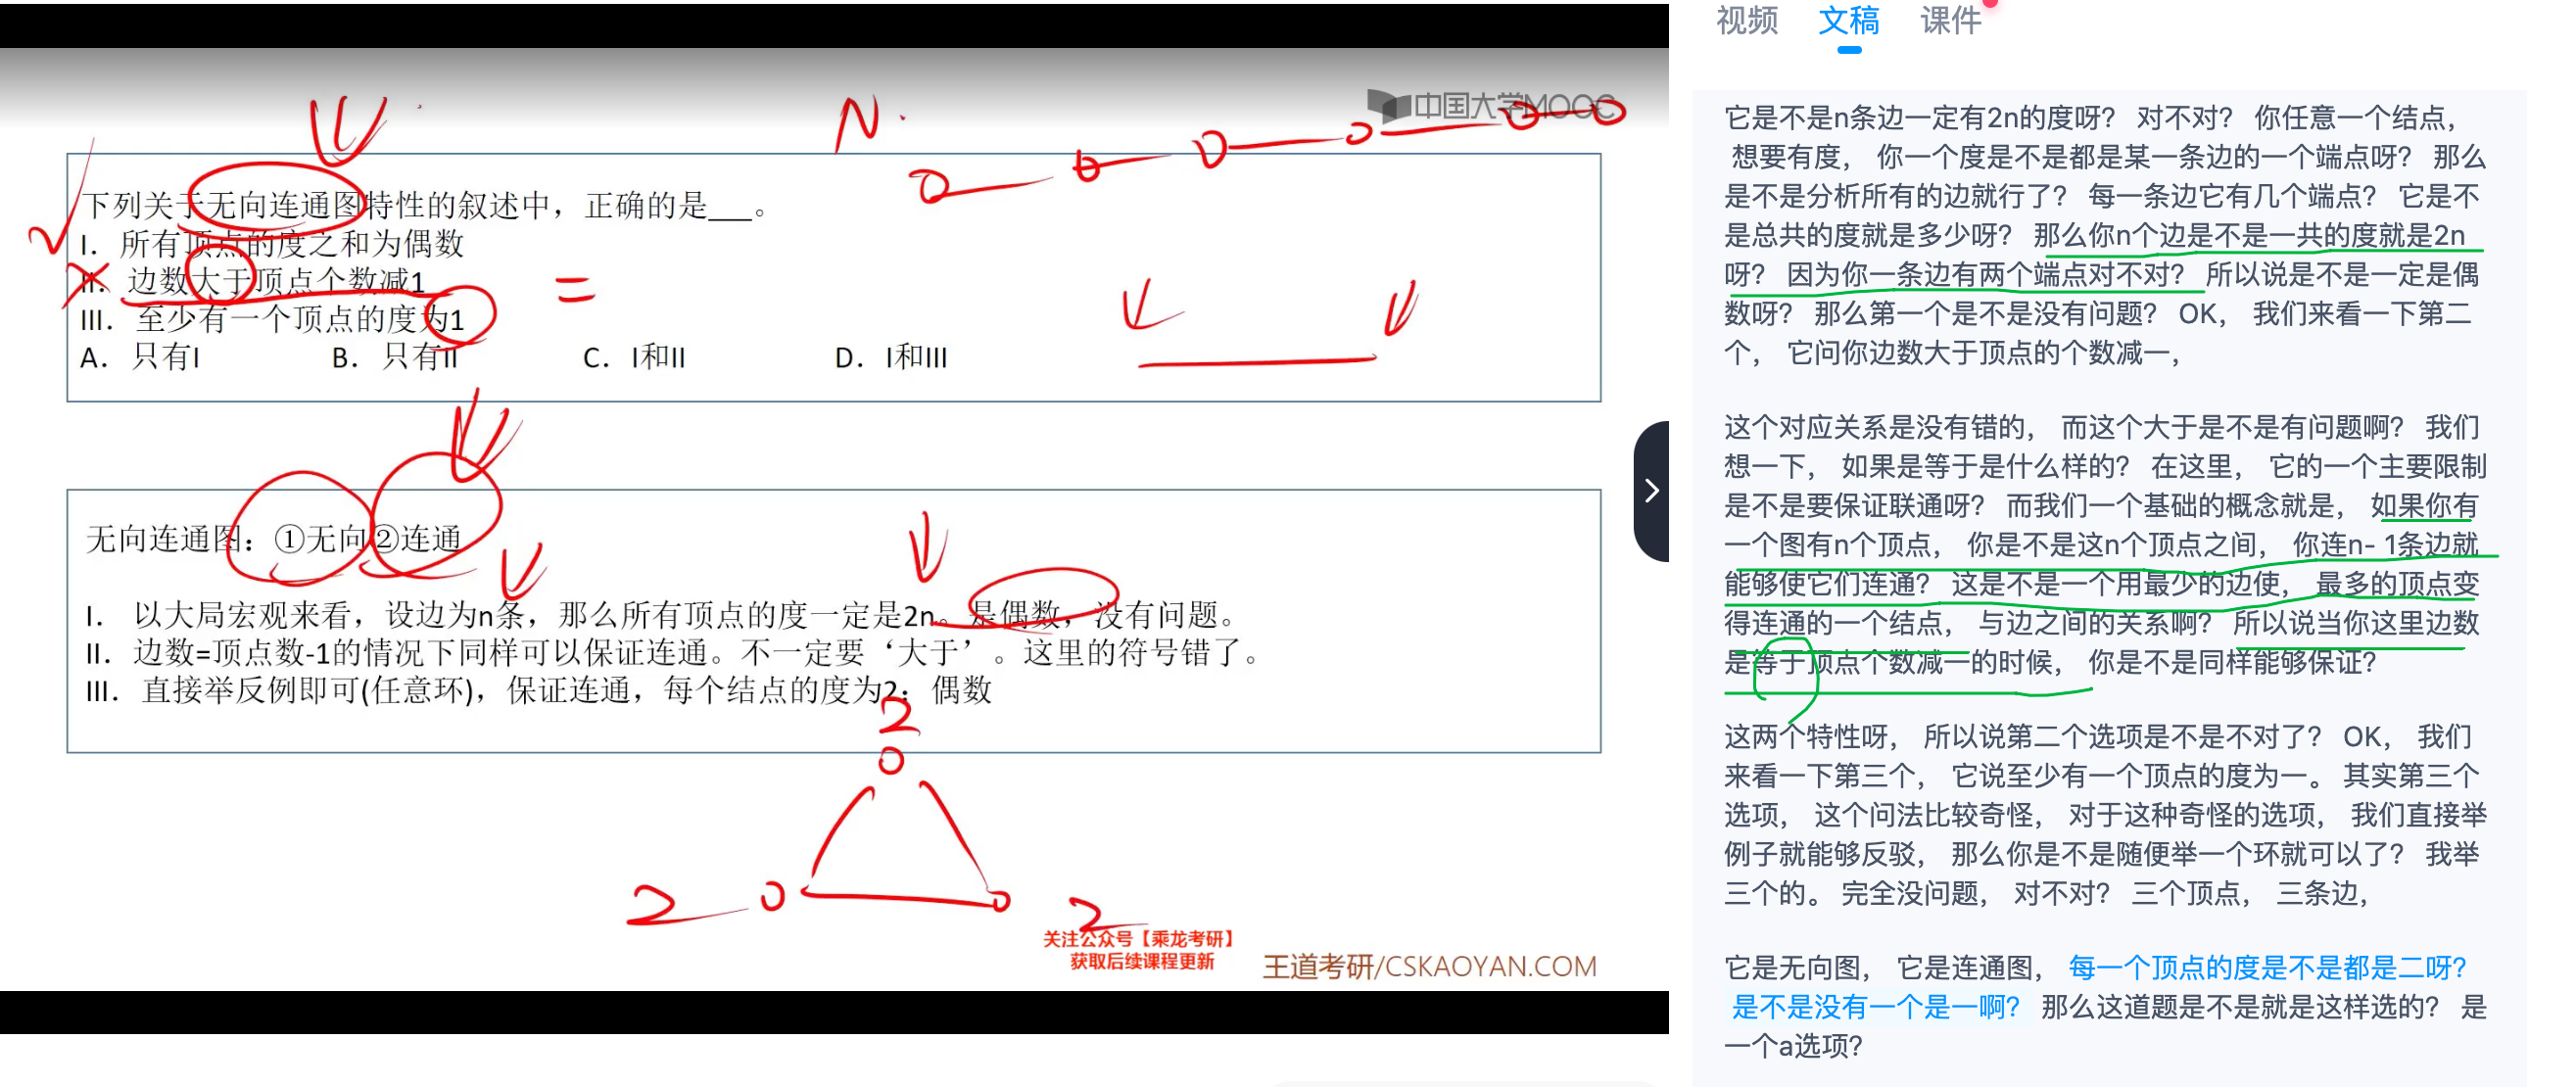 中国大学MOOC
N.
下列关于无向连通图特性的叙述中，正确的是___。
I. 所有顶点的度之和为偶数
II. 边数大于顶点个数减1
=
III. 至少有一个顶点的度为1
A. 只有I B. 只有II C. I和II D. I和III
无向连通图：①无向②连通
I. 以大局宏观来看，设边为n条，那么所有顶点的度一定是2n。是偶数，没有问题。
II. 边数=顶点数-1的情况下同样可以保证连通。不一定要‘大于’。这里的符号错了。
III. 直接举反例即可(任意环)，保证连通，每个结点的度为2；偶数
2
2
2
关注公众号【乘龙考研】
获取后续课程更新
王道考研/CSKAOYAN.COM
视频 文稿 课件
它是不是n条边一定有2n的度呀？ 对不对？ 你任意一个结点，
想要有度， 你一个度是不是都是某一条边的一个端点呀？ 那么
是不是分析所有的边就行了？ 每一条边它有几个端点？ 它是不
是总共的度就是多少呀？ 那么你n个边是不是一共的度就是2n
呀？ 因为你一条边有两个端点对不对？ 所以说是不是一定是偶
数呀？ 那么第一个是不是没有问题？ OK， 我们来看一下第二
个， 它问你边数大于顶点的个数减一，
这个对应关系是没有错的， 而这个大于是不是有问题啊？ 我们
想一下， 如果是等于是什么样的？ 在这里， 它的一个主要限制
是不是要保证联通呀？ 而我们一个基础的概念就是， 如果你有
一个图有n个顶点， 你是不是这n个顶点之间， 你连n- 1条边就
能够使它们连通？ 这是不是一个用最少的边使， 最多的顶点变
得连通的一个结点， 与边之间的关系啊？ 所以说当你这里边数
是等于顶点个数减一的时候， 你是不是同样能够保证？
这两个特性呀， 所以说第二个选项是不是不对了？ OK， 我们
来看一下第三个， 它说至少有一个顶点的度为一。 其实第三个
选项， 这个问法比较奇怪， 对于这种奇怪的选项， 我们直接举
例子就能够反驳， 那么你是不是随便举一个环就可以了？ 我举
三个的。 完全没问题， 对不对？ 三个顶点， 三条边，
它是无向图， 它是连通图， 每一个顶点的度是不是都是二呀？
是不是没有一个是一啊？ 那么这道题是不是就是这样选的？ 是
一个a选项？